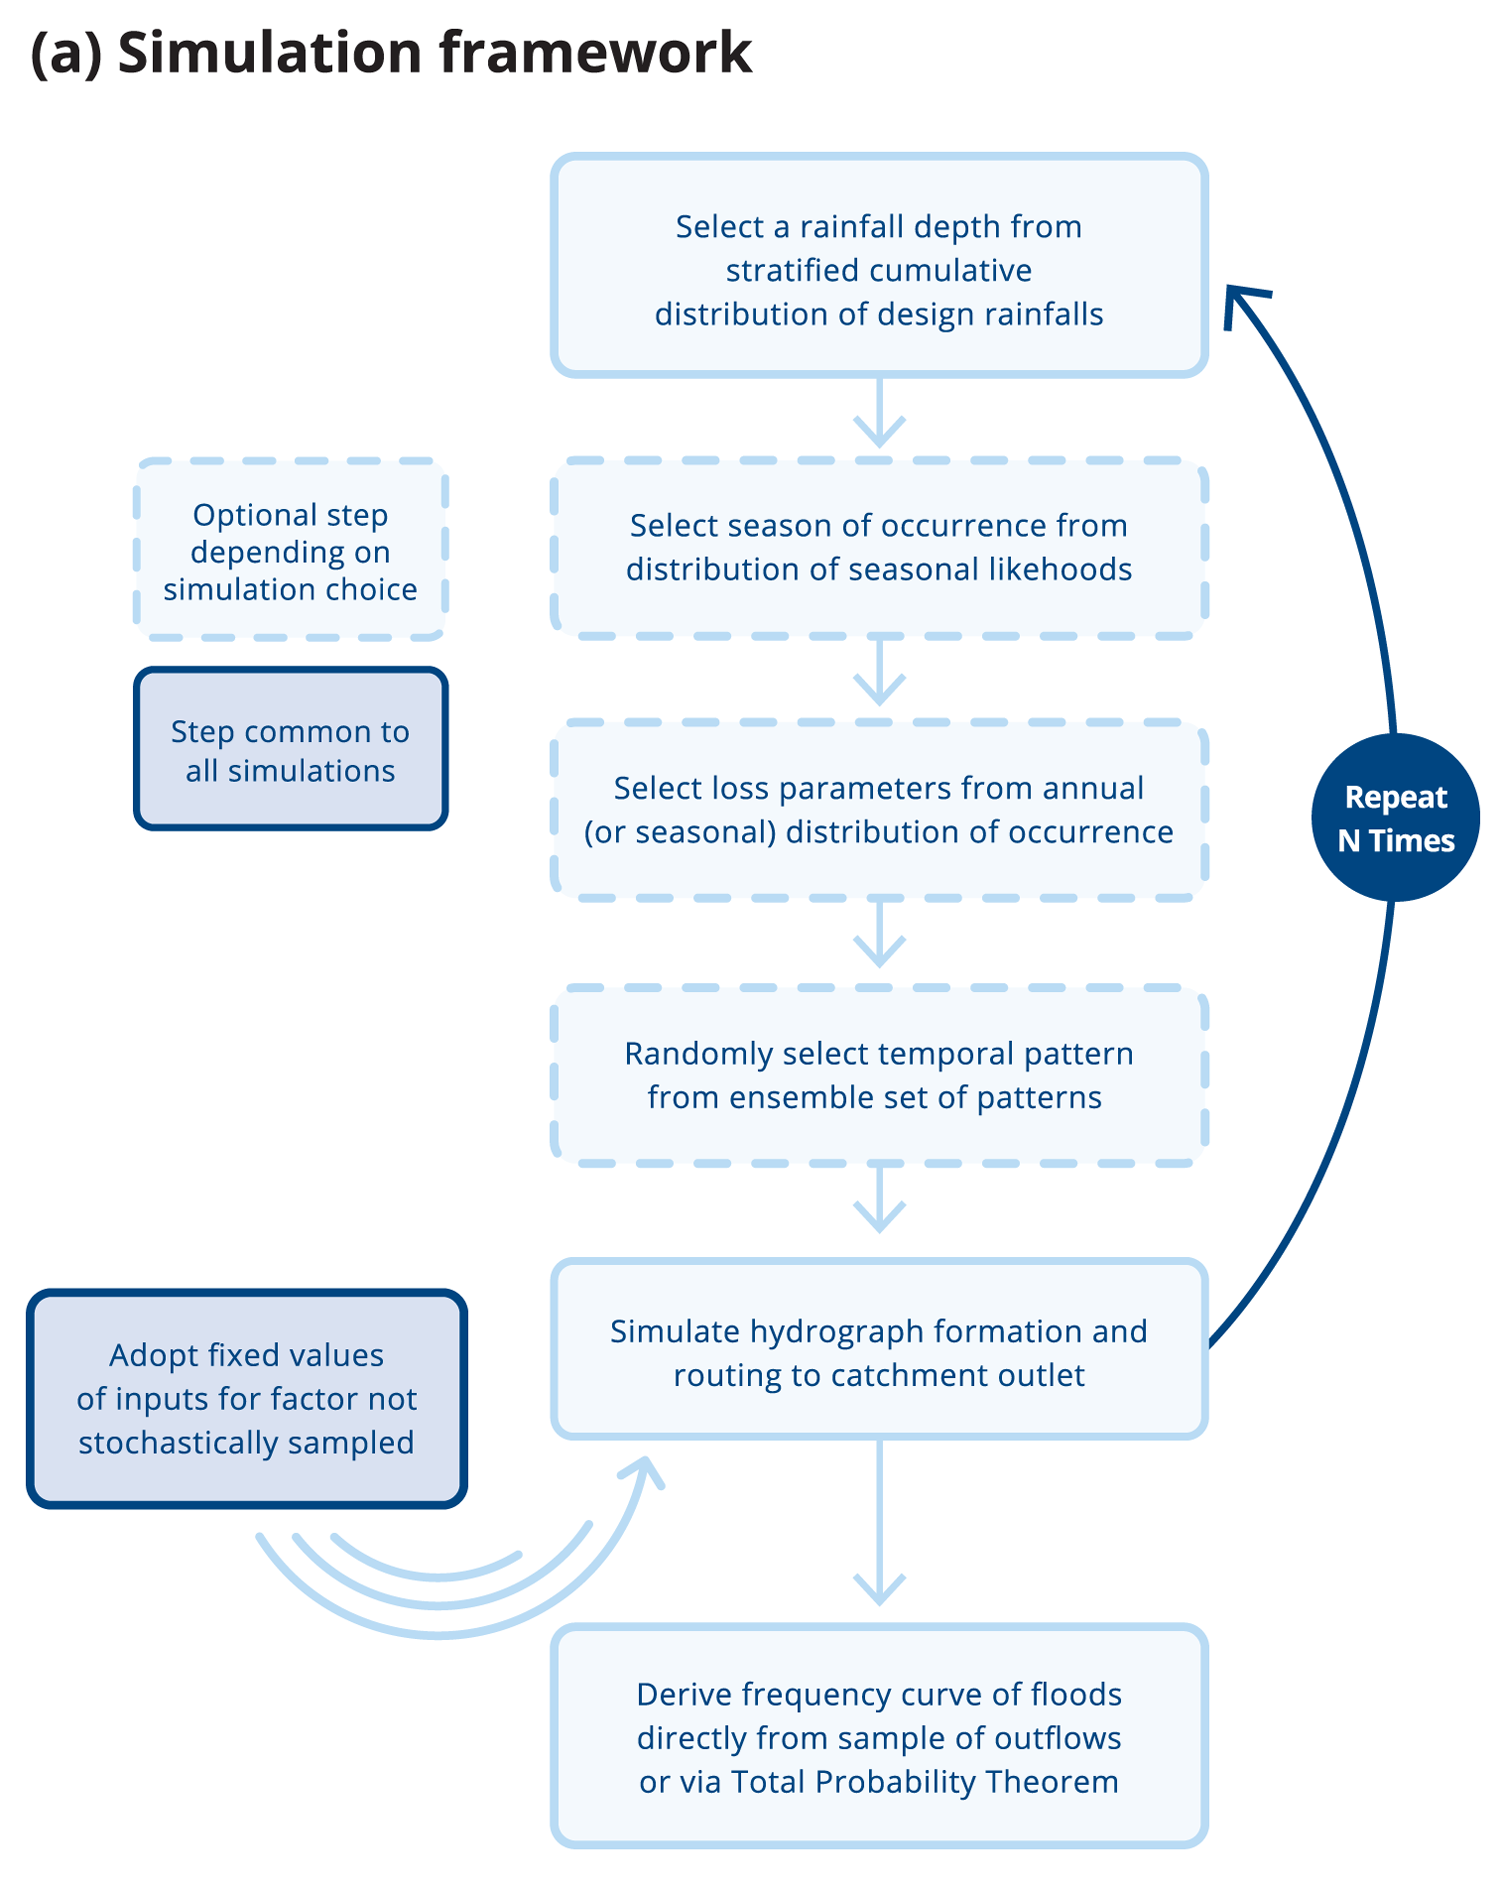 (a) Simulation framework
Select a rainfall depth from
stratified cumulative
distribution of design rainfalls
Optional step
depending on
simulation choice
Select season of occurrence from
distribution of seasonal likehoods
Step common to
all simulations
Select loss parameters from annual
(or seasonal) distribution of occurrence
Repeat
N Times
Randomly select temporal pattern
from ensemble set of patterns
Adopt fixed values
of inputs for factor not
stochastically sampled
Simulate hydrograph formation and
routing to catchment outlet
Derive frequency curve of floods
directly from sample of outflows
or via Total Probability Theorem